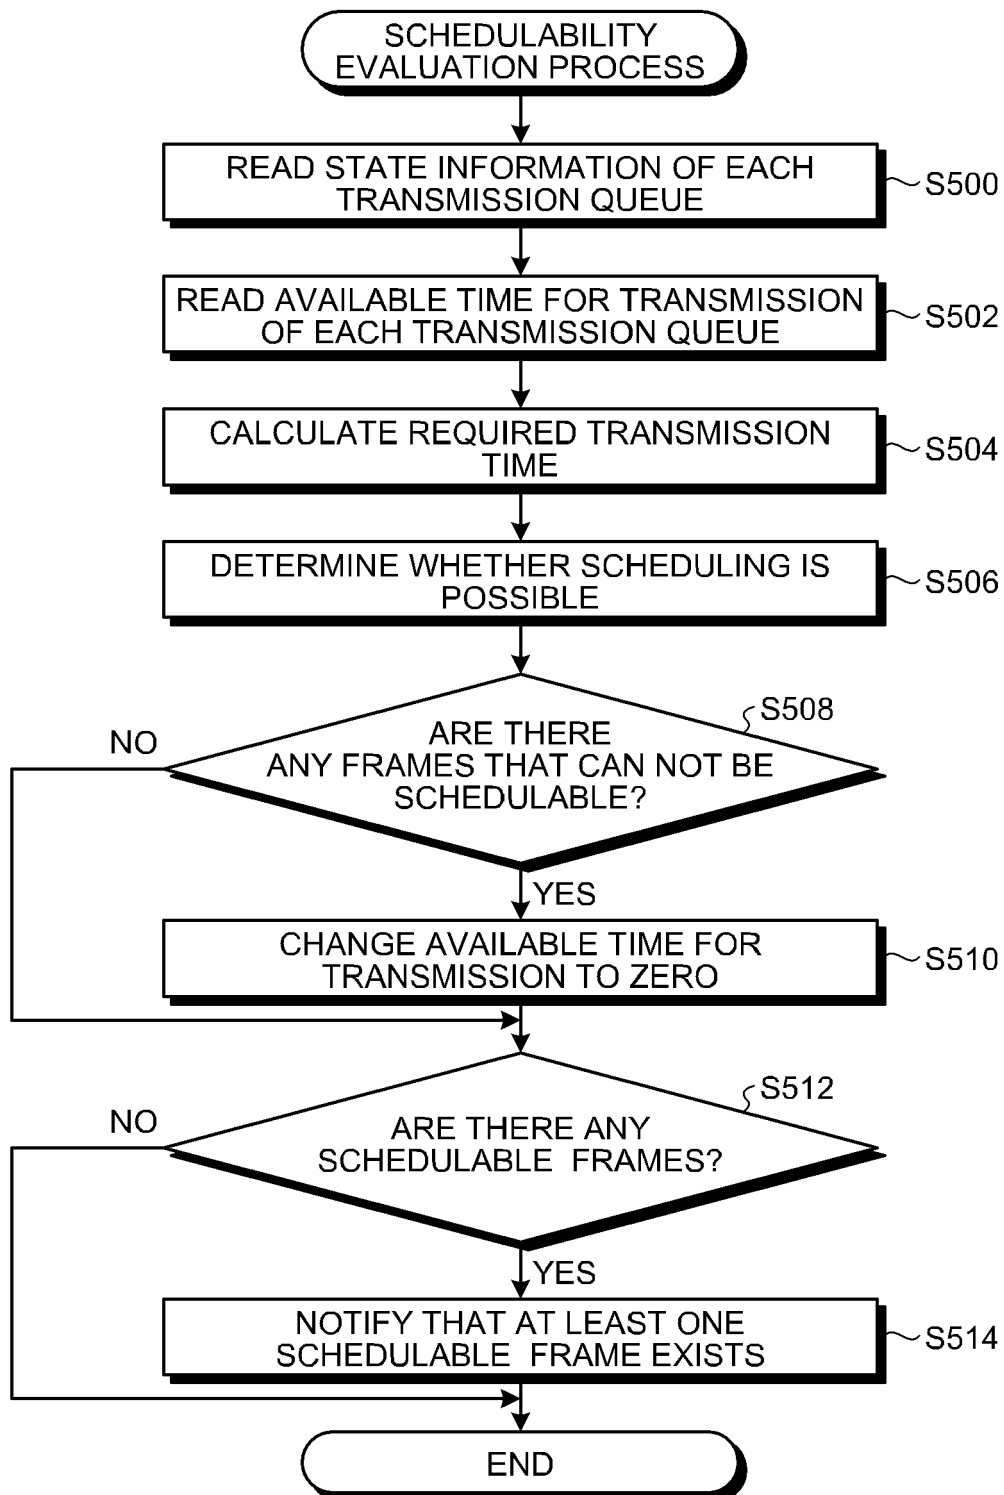 SCHEDULABILITY
EVALUATION PROCESS
READ STATE INFORMATION OF EACH
TRANSMISSION QUEUE
S500
READ AVAILABLE TIME FOR TRANSMISSION
OF EACH TRANSMISSION QUEUE
S502
CALCULATE REQUIRED TRANSMISSION
TIME
S504
DETERMINE WHETHER SCHEDULING IS
POSSIBLE
S506
S508
NO
ARE THERE
ANY FRAMES THAT CAN NOT BE
SCHEDULABLE?
YES
CHANGE AVAILABLE TIME FOR
TRANSMISSION TO ZERO
S510
S512
NO
ARE THERE ANY
SCHEDULABLE FRAMES?
YES
NOTIFY THAT AT LEAST ONE
SCHEDULABLE FRAME EXISTS
S514
END